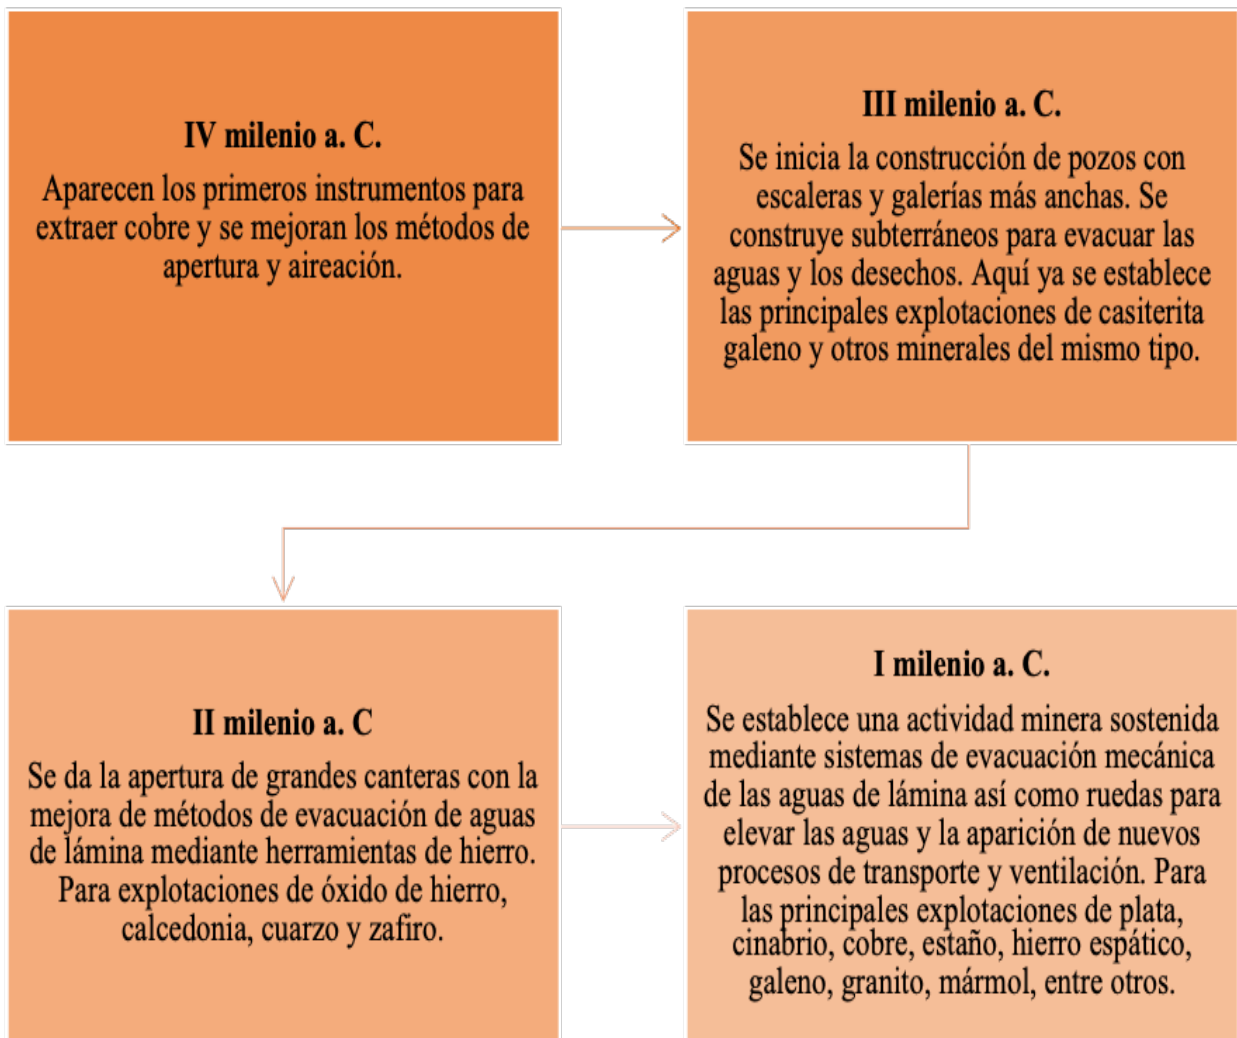 IV milenio a. C.
Aparecen los primeros instrumentos para
extraer cobre y se mejoran los métodos de
apertura y aireación.
III milenio a. C.
Se inicia la construcción de pozos con
escaleras y galerías más anchas. Se
construye subterráneos para evacuar las
aguas y los desechos. Aquí ya se establece
las principales explotaciones de casiterita
galeno y otros minerales del mismo tipo.
II milenio a. C
Se da la apertura de grandes canteras con la
mejora de métodos de evacuación de aguas
de lámina mediante herramientas de hierro.
Para explotaciones de óxido de hierro,
calcedonia, cuarzo y zafiro.
I milenio a. C.
Se establece una actividad minera sostenida
mediante sistemas de evacuación mecánica
de las aguas de lámina así como ruedas para
elevar las aguas y la aparición de nuevos
procesos de transporte y ventilación. Para
las principales explotaciones de plata,
cinabrio, cobre, estaño, hierro espático,
galeno, granito, mármol, entre otros.